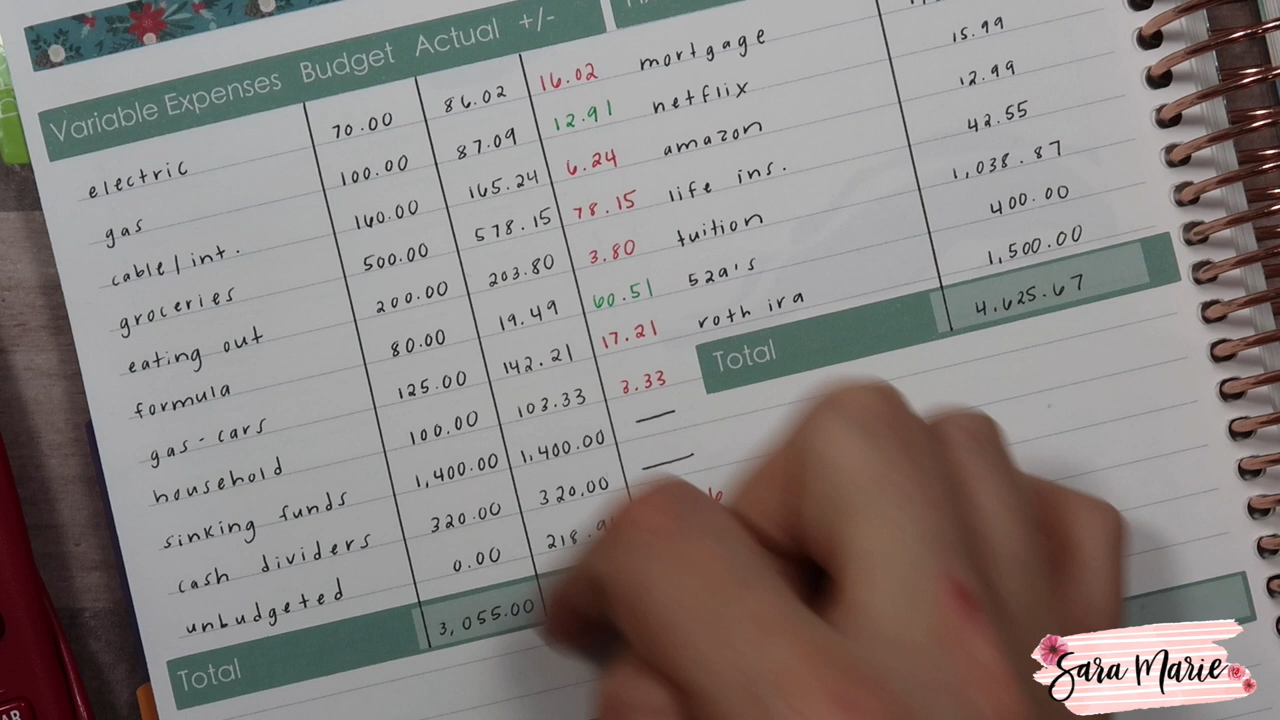 Variable Expenses Budget Actual +/-
electric 70.00 86.02 16.02
gas 100.00 87.09 12.91
cable/int. 160.00 165.24 6.24
groceries 500.00 578.15 78.15
eating out 200.00 203.80 3.80
formula 80.00 19.49 60.51
gas-cars 125.00 142.21 17.21
household 100.00 103.33 3.33
sinking funds 1,400.00 1,400.00 —
cash dividers 320.00 320.00 —
unbudgeted 0.00
Total 3,055.00
mortgage
netflix 15.99
amazon 12.99
life ins. 42.55
tuition 1,038.87
529's 400.00
roth ira 1,500.00
Total 4,625.67
Sara Marie